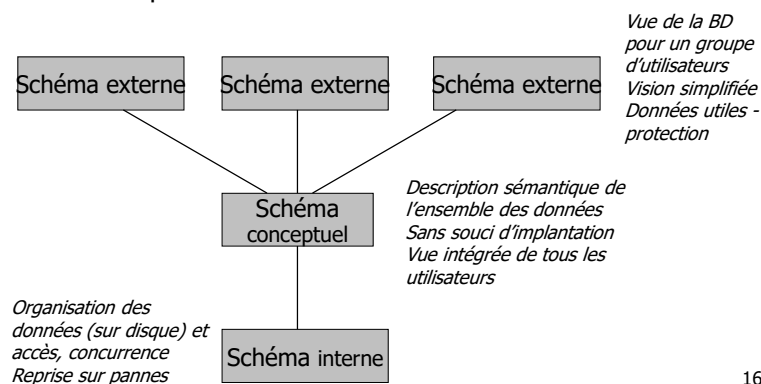 Vue de la BD
pour un groupe
d'utilisateurs
Vision simplifiée
Données utiles -
protection
Schéma externe
Schéma externe
Schéma externe
Description sémantique de
l'ensemble des données
Sans souci d'implantation
Vue intégrée de tous les
utilisateurs
Schéma
conceptuel
Organisation des
données (sur disque) et
accès, concurrence
Reprise sur pannes
Schéma interne
16